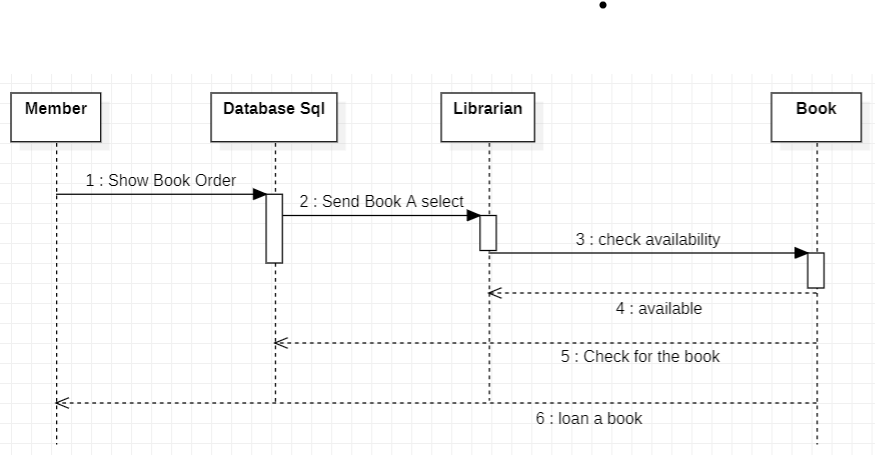 Member
Database Sql
Librarian
Book
1 : Show Book Order
2 : Send Book A select
3 : check availability
4 : available
5 : Check for the book
6 : loan a book